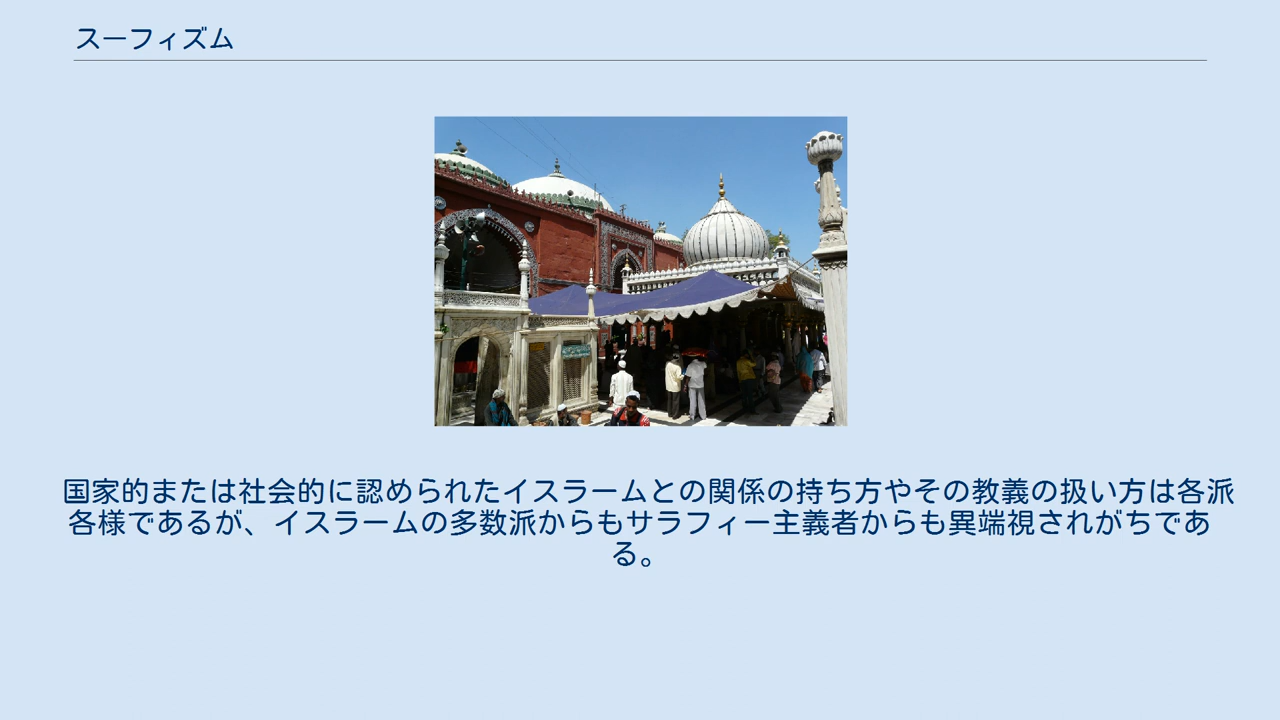 スーフィズム
国家的または社会的に認められたイスラームとの関係の持ち方やその教義の扱い方は各派
各様であるが、イスラームの多数派からもサラフィー主義者からも異端視されがちであ
る。